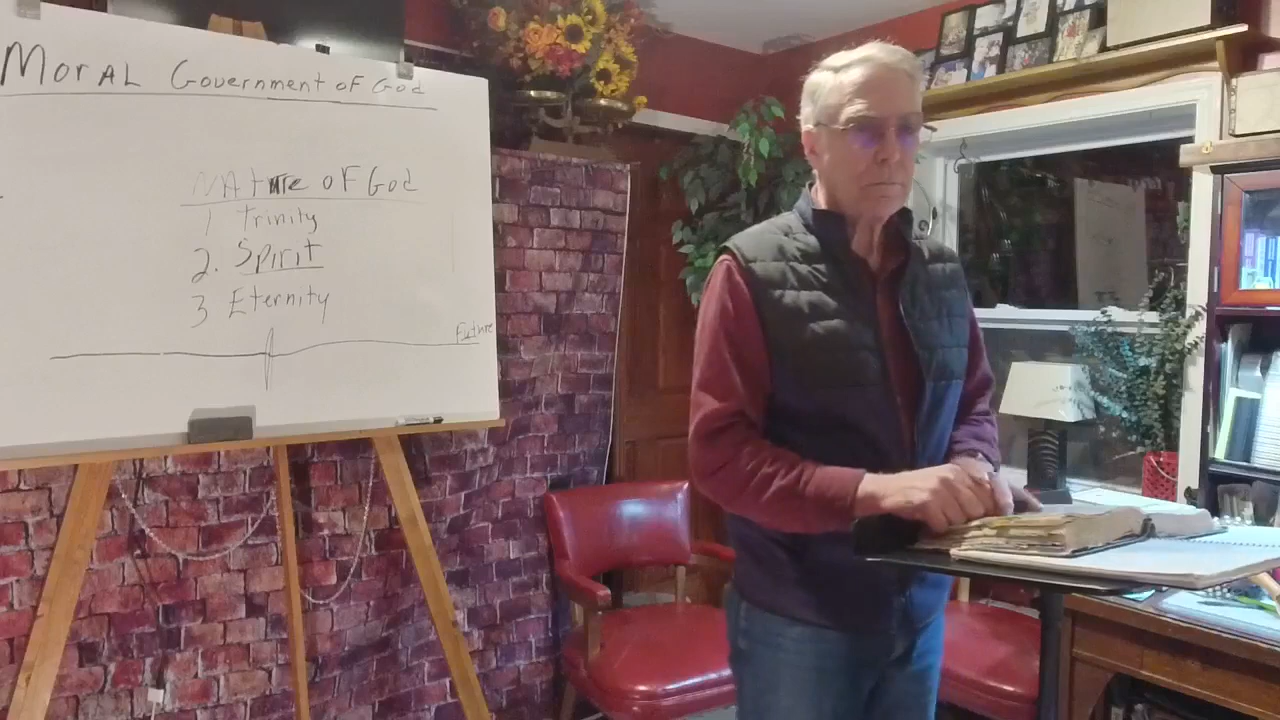 Moral Government of God
Nature of God
1 Trinity
2. Spirit
3 Eternity
Future